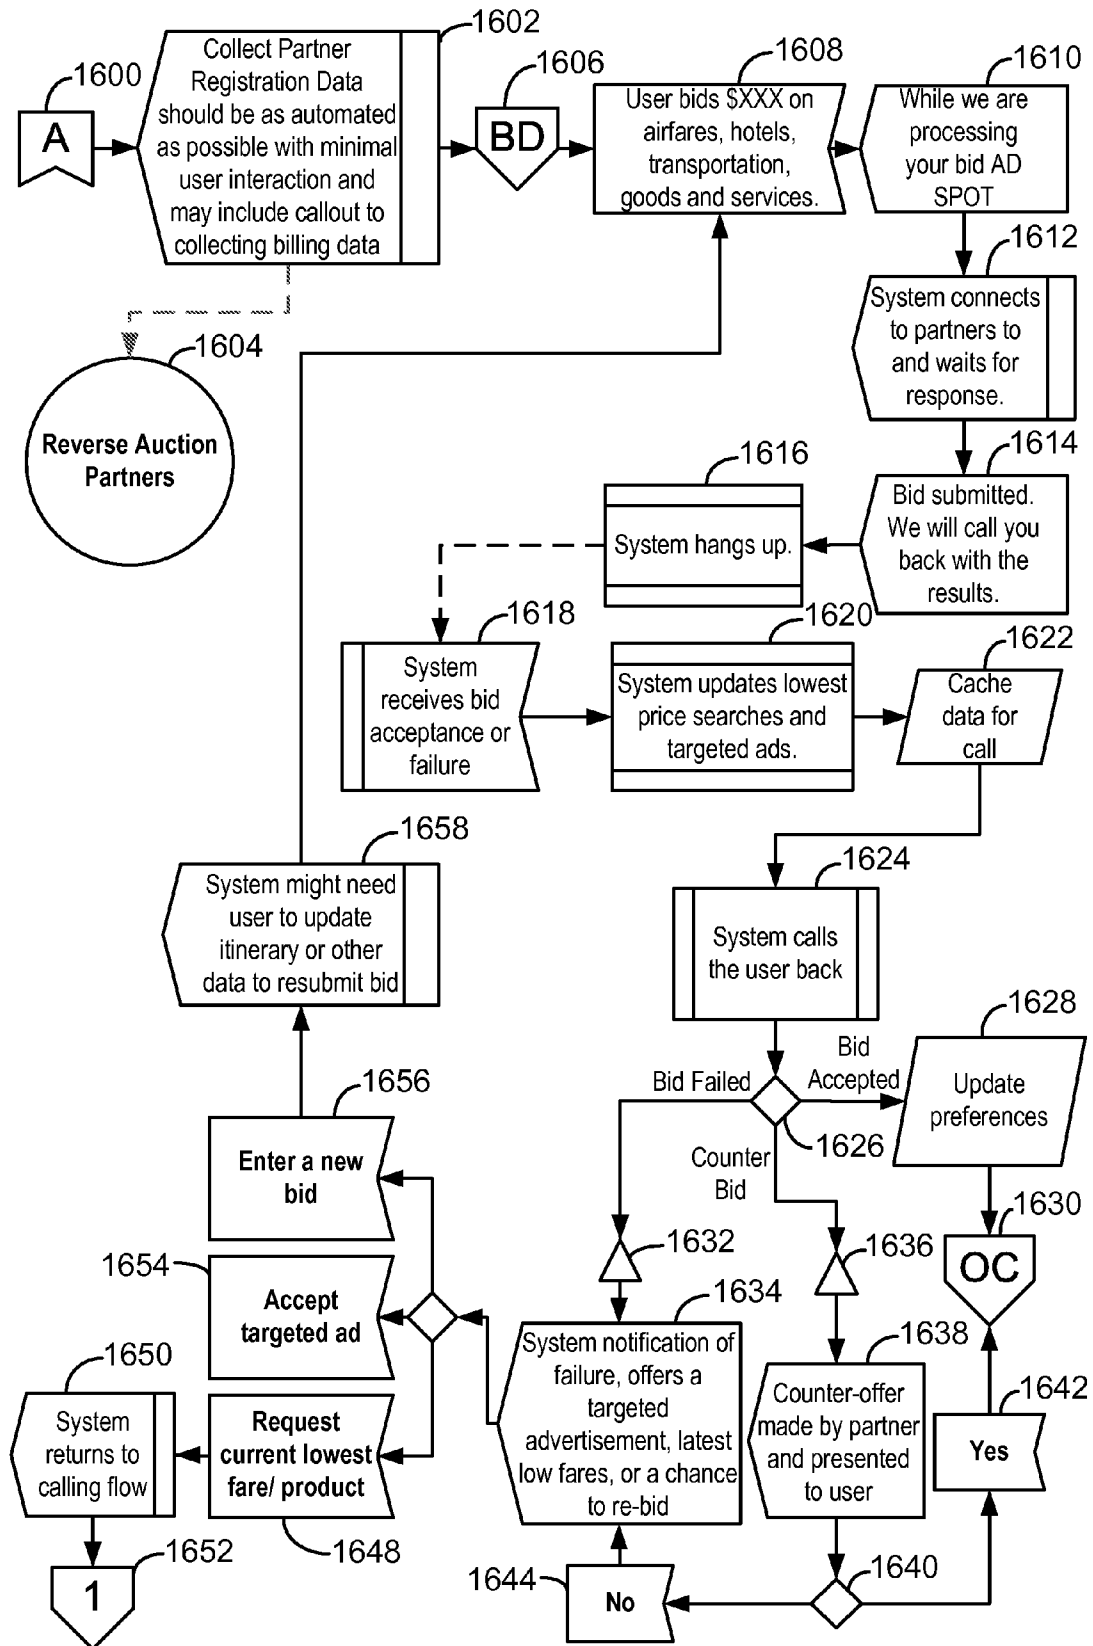 1600
A
1602
Collect Partner
Registration Data
should be as automated
as possible with minimal
user interaction and
may include callout to
collecting billing data
1604
Reverse Auction
Partners
1606
BD
1608
User bids $XXX on
airfares, hotels,
transportation,
goods and services.
1610
While we are
processing
your bid AD
SPOT
1612
System connects
to partners to
and waits for
response.
1614
Bid submitted.
We will call you
back with the
results.
1616
System hangs up.
1618
System
receives bid
acceptance or
failure
1620
System updates lowest
price searches and
targeted ads.
1622
Cache
data for
call
1624
System calls
the user back
1626
Bid Failed
Bid
Accepted
Counter
Bid
1628
Update
preferences
1630
OC
1632
1634
System notification of
failure, offers a
targeted
advertisement, latest
low fares, or a chance
to re-bid
1636
1638
Counter-offer
made by partner
and presented
to user
1640
1642
Yes
1644
No
1658
System might need
user to update
itinerary or other
data to resubmit bid
1656
Enter a new
bid
1654
Accept
targeted ad
1648
Request
current lowest
fare/ product
1650
System
returns to
calling flow
1652
1